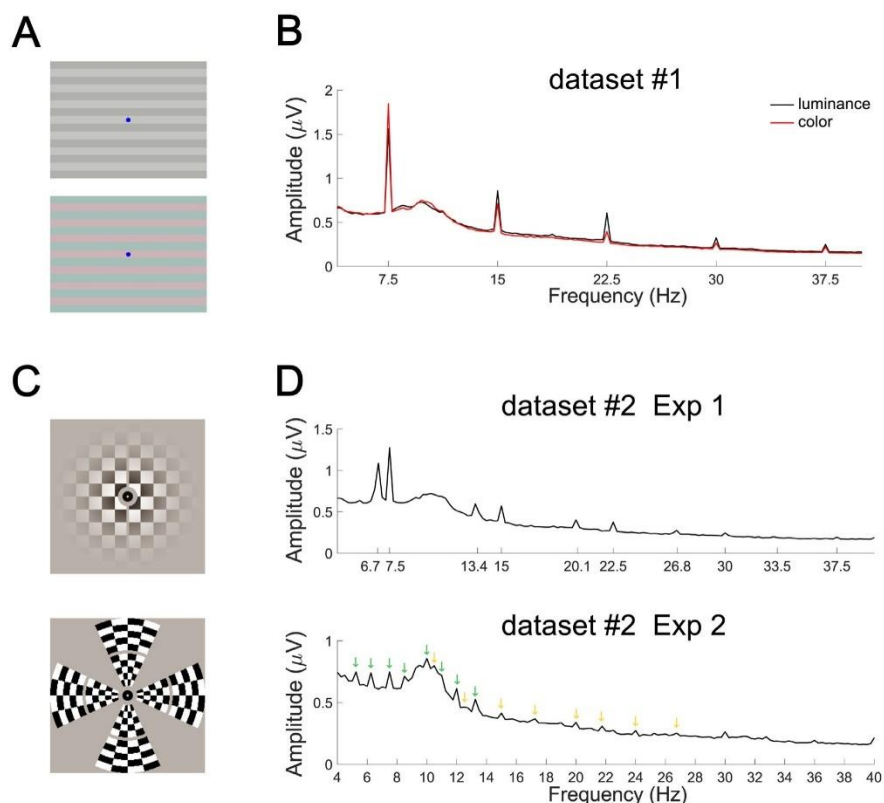 A
B
dataset #1
luminance
color
Amplitude (μV)
2
1.5
1
0.5
0
7.5 15 22.5 30 37.5
Frequency (Hz)
C
D
dataset #2 Exp 1
Amplitude (μV)
1.5
1
0.5
0
6.7 7.5 13.4 15 20.1 22.5 26.8 30 33.5 37.5
dataset #2 Exp 2
Amplitude (μV)
1
0.5
0
4 6 8 10 12 14 16 18 20 22 24 26 28 30 32 34 36 38 40
Frequency (Hz)